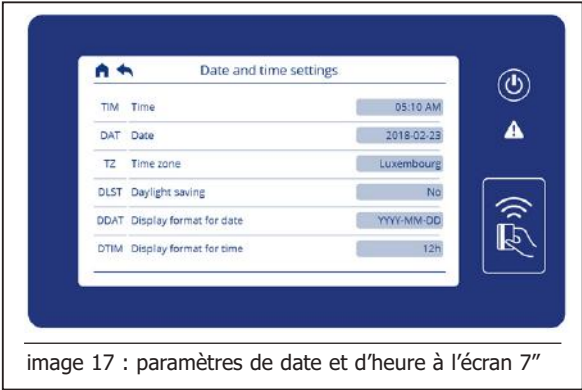 Date and time settings
TIM Time 05:10 AM
DAT Date 2018-02-23
TZ Time zone Luxembourg
DLST Daylight saving No
DDAT Display format for date YYYY-MM-DD
DTIM Display format for time 12h
image 17 : paramètres de date et d’heure à l’écran 7”